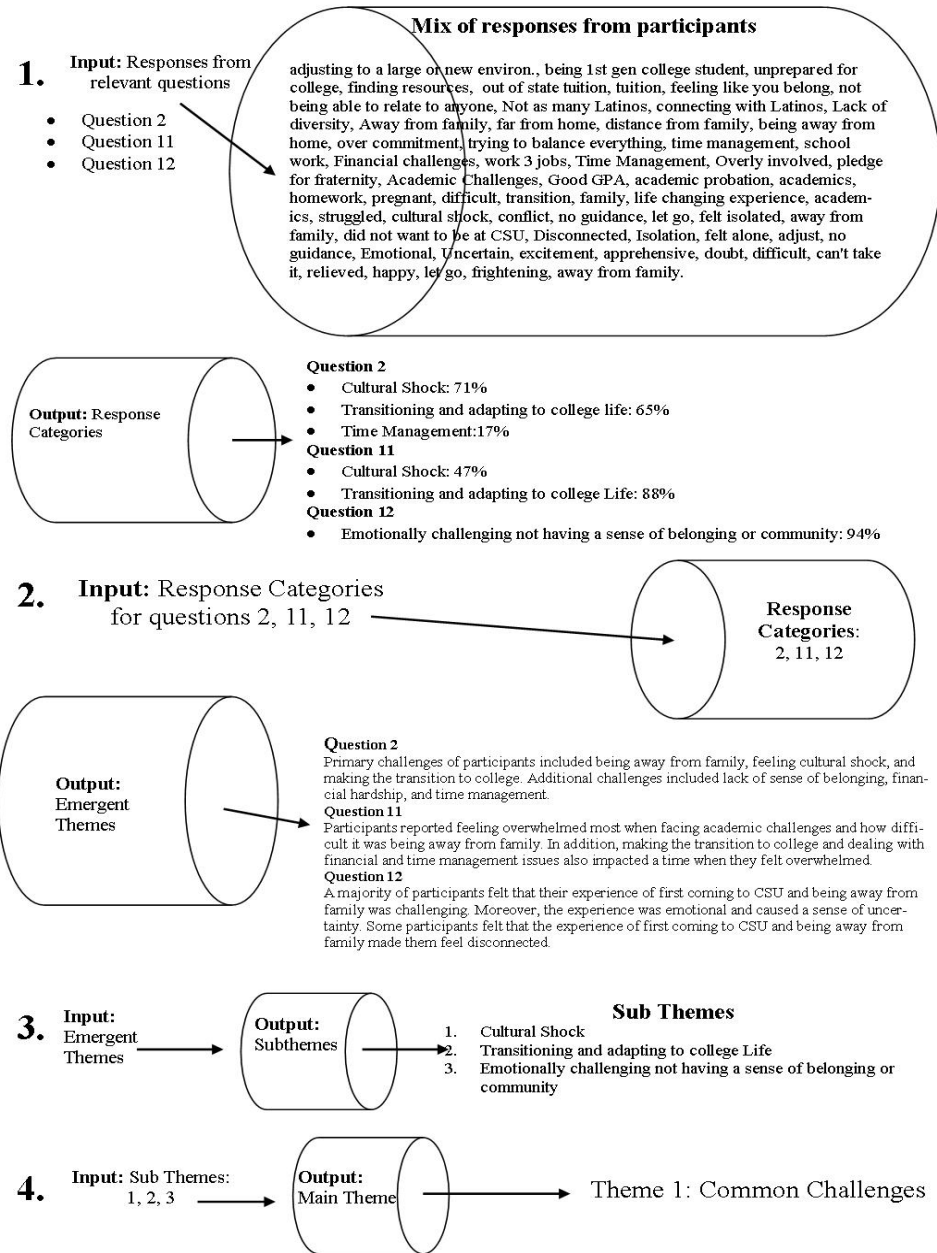 Mix of responses from participants
1.
Input: Responses from
relevant questions
• Question 2
• Question 11
• Question 12
adjusting to a large or new environ., being 1st gen college student, unprepared for
college, finding resources, out of state tuition, tuition, feeling like you belong, not
being able to relate to anyone, Not as many Latinos, connecting with Latinos, Lack of
diversity, Away from family, far from home, distance from family, being away from
home, over commitment, trying to balance everything, time management, school
work, Financial challenges, work 3 jobs, Time Management, Overly involved, pledge
for fraternity, Academic Challenges, Good GPA, academic probation, academics,
homework, pregnant, difficult, transition, family, life changing experience, academ-
ics, struggled, cultural shock, conflict, no guidance, let go, felt isolated, away from
family, did not want to be at CSU, Disconnected, Isolation, felt alone, adjust, no
guidance, Emotional, Uncertain, excitement, apprehensive, doubt, difficult, can't take
it, relieved, happy, let go, frightening, away from family.
Output: Response
Categories
Question 2
• Cultural Shock: 71%
• Transitioning and adapting to college life: 65%
• Time Management:17%
Question 11
• Cultural Shock: 47%
• Transitioning and adapting to college Life: 88%
Question 12
• Emotionally challenging not having a sense of belonging or community: 94%
2.
Input: Response Categories
for questions 2, 11, 12
Response
Categories:
2, 11, 12
Output:
Emergent
Themes
Question 2
Primary challenges of participants included being away from family, feeling cultural shock, and
making the transition to college. Additional challenges included lack of sense of belonging, finan-
cial hardship, and time management.
Question 11
Participants reported feeling overwhelmed most when facing academic challenges and how diffi-
cult it was being away from family. In addition, making the transition to college and dealing with
financial and time management issues also impacted a time when they felt overwhelmed.
Question 12
A majority of participants felt that their experience of first coming to CSU and being away from
family was challenging. Moreover, the experience was emotional and caused a sense of uncer-
tainty. Some participants felt that the experience of first coming to CSU and being away from
family made them feel disconnected.
3.
Input:
Emergent
Themes
Output:
Subthemes
Sub Themes
1. Cultural Shock
2. Transitioning and adapting to college Life
3. Emotionally challenging not having a sense of belonging or
community
4.
Input: Sub Themes:
1, 2, 3
Output:
Main Theme
Theme 1: Common Challenges